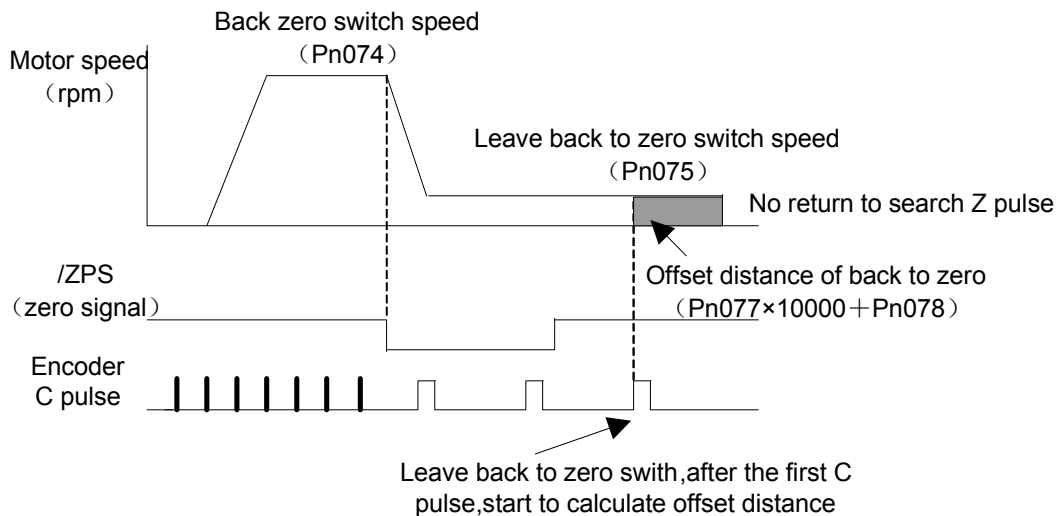 Back zero switch speed
（Pn074）
Motor speed
（rpm）
Leave back to zero switch speed
（Pn075）
No return to search Z pulse
/ZPS
（zero signal）
Offset distance of back to zero
（Pn077×10000＋Pn078）
Encoder
C pulse
Leave back to zero swith,after the first C
pulse,start to calculate offset distance